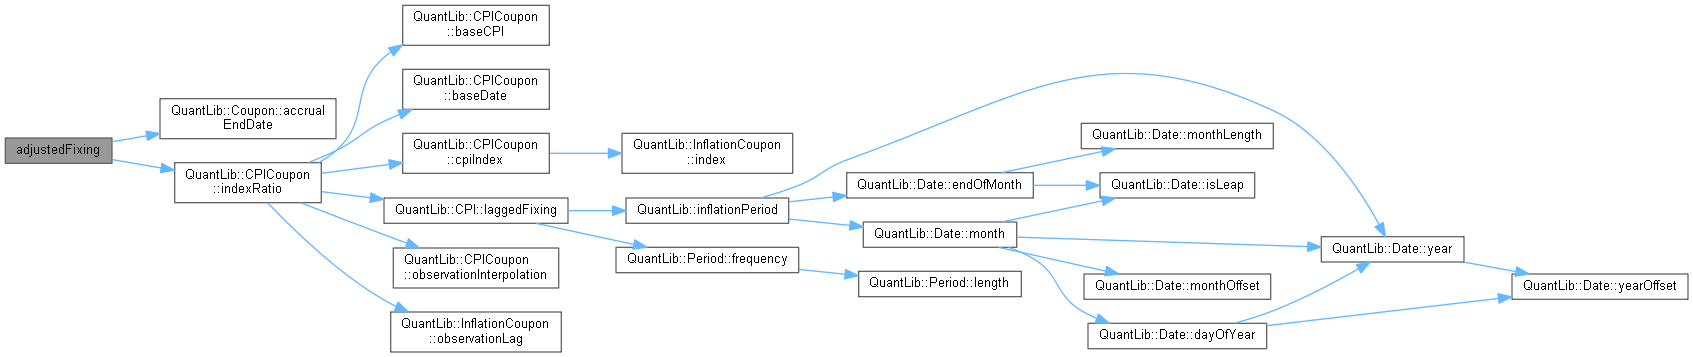 adjustedFixing
QuantLib::Coupon::accrual
EndDate
QuantLib::CPICoupon
::indexRatio
QuantLib::CPICoupon
::baseCPI
QuantLib::CPICoupon
::baseDate
QuantLib::CPICoupon
::cpiIndex
QuantLib::CPI::laggedFixing
QuantLib::CPICoupon
::observationInterpolation
QuantLib::InflationCoupon
::observationLag
QuantLib::InflationCoupon
::index
QuantLib::inflationPeriod
QuantLib::Period::frequency
QuantLib::Date::endOfMonth
QuantLib::Date::month
QuantLib::Period::length
QuantLib::Date::monthLength
QuantLib::Date::isLeap
QuantLib::Date::monthOffset
QuantLib::Date::dayOfYear
QuantLib::Date::year
QuantLib::Date::yearOffset